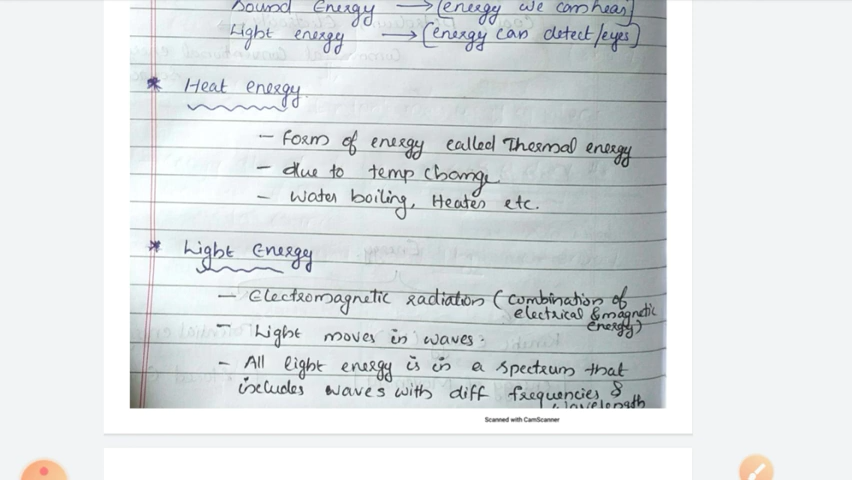 Sound Energy → (energy we can hear)
Light energy → (energy can detect/eyes)
* Heat energy.
- Form of energy called Thermal energy
- due to temp change
- Water boiling, Heater etc.
* Light Energy
- Electromagnetic radiation (combination of
electrical & magnetic
energy)
- Light moves in waves.
- All light energy is in a spectrum that
includes waves with diff frequencies &
wavelength
Scanned with CamScanner